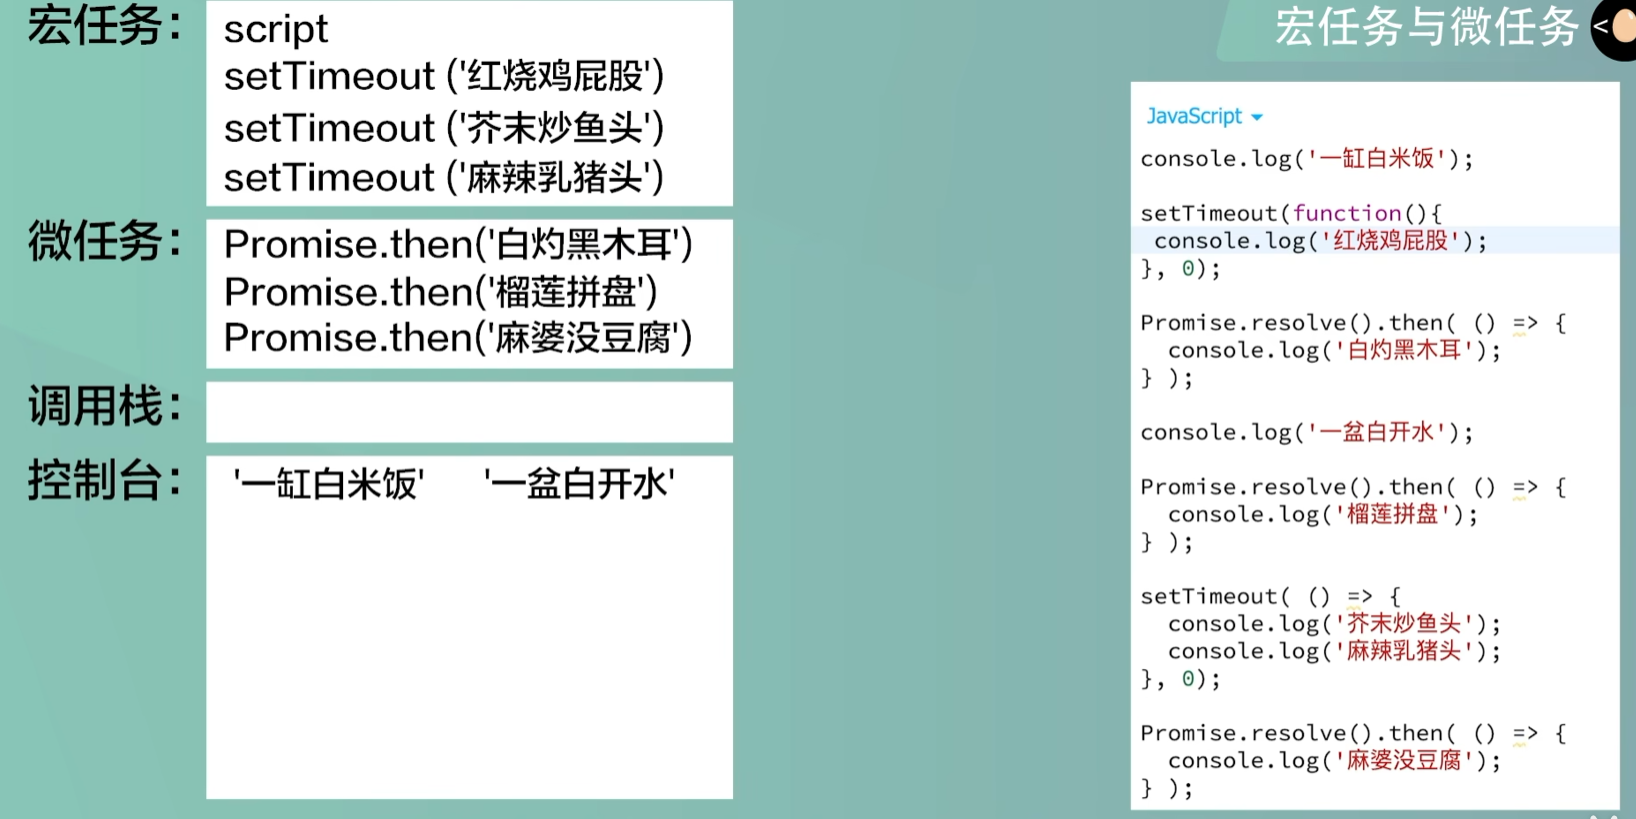 宏任务与微任务 <
宏任务：
script
setTimeout ('红烧鸡屁股')
setTimeout ('芥末炒鱼头')
setTimeout ('麻辣乳猪头')
微任务：
Promise.then('白灼黑木耳')
Promise.then('榴莲拼盘')
Promise.then('麻婆没豆腐')
调用栈：
控制台：
'一缸白米饭' '一盆白开水'
JavaScript
console.log('一缸白米饭');
setTimeout(function(){
console.log('红烧鸡屁股');
}, 0);
Promise.resolve().then( () => {
console.log('白灼黑木耳');
} );
console.log('一盆白开水');
Promise.resolve().then( () => {
console.log('榴莲拼盘');
} );
setTimeout( () => {
console.log('芥末炒鱼头');
console.log('麻辣乳猪头');
}, 0);
Promise.resolve().then( () => {
console.log('麻婆没豆腐');
} );